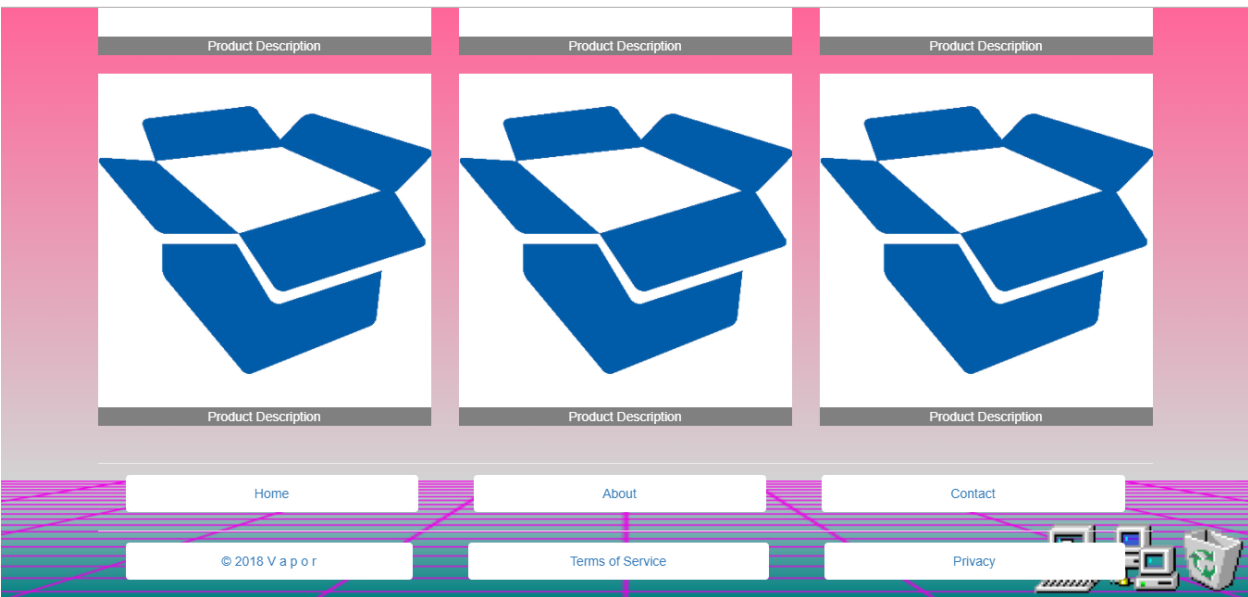 Product Description
Product Description
Product Description
Product Description
Product Description
Product Description
Home
About
Contact
© 2018 V a p o r
Terms of Service
Privacy